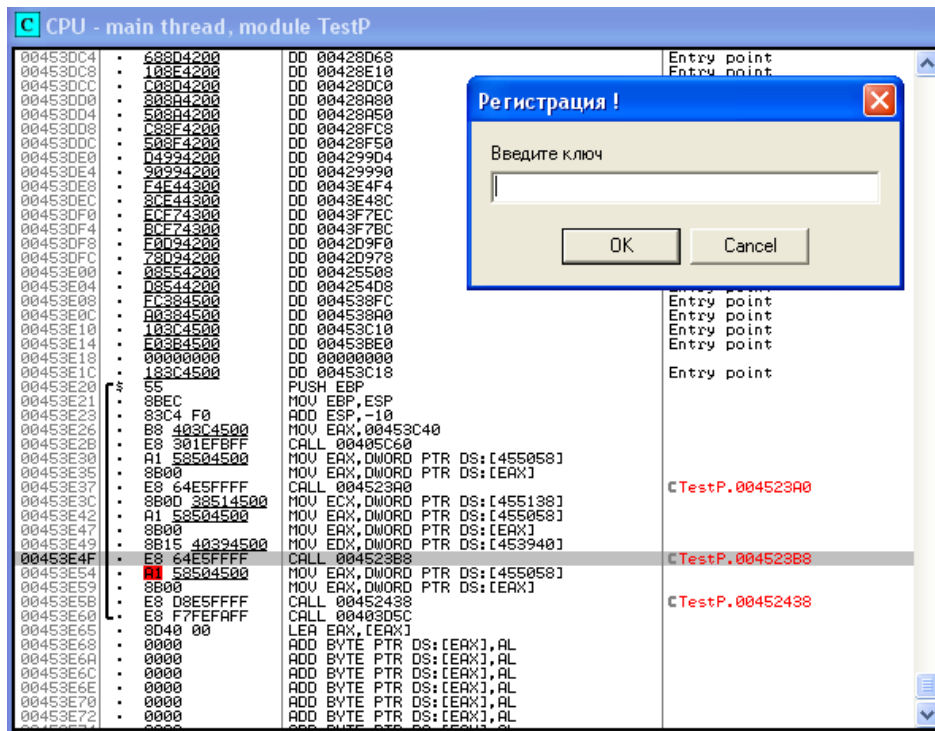 C CPU - main thread, module TestP
00453DC4 · 688D4200 DD 00428D68 Entry point
00453DC8 · 108E4200 DD 00428E10 Entry point
00453DCC · C08D4200 DD 00428DC0
00453DD0 · 808A4200 DD 00428A80
00453DD4 · 508A4200 DD 00428A50
00453DD8 · C88F4200 DD 00428FC8
00453DDC · 508F4200 DD 00428F50
00453DE0 · D4994200 DD 004299D4
00453DE4 · 90994200 DD 00429990
00453DE8 · F4E44300 DD 0043E4F4
00453DEC · 8CE44300 DD 0043E48C
00453DF0 · ECF74300 DD 0043F7EC
00453DF4 · BCF74300 DD 0043F7BC
00453DF8 · F0D94200 DD 0042D9F0
00453DFC · 78D94200 DD 0042D978
00453E00 · 08554200 DD 00425508
00453E04 · D8544200 DD 004254D8
00453E08 · FC384500 DD 004538FC Entry point
00453E0C · A0384500 DD 004538A0 Entry point
00453E10 · 103C4500 DD 00453C10 Entry point
00453E14 · E03B4500 DD 00453BE0 Entry point
00453E18 · 00000000 DD 00000000
00453E1C · 183C4500 DD 00453C18 Entry point
00453E20 $ 55 PUSH EBP
00453E21 · 8BEC MOV EBP,ESP
00453E23 · 83C4 F0 ADD ESP,-10
00453E26 · B8 403C4500 MOV EAX,00453C40
00453E2B · E8 301EFBFF CALL 00405C60
00453E30 · A1 58504500 MOV EAX,DWORD PTR DS:[455058]
00453E35 · 8B00 MOV EAX,DWORD PTR DS:[EAX]
00453E37 · E8 64E5FFFF CALL 004523A0 CTestP.004523A0
00453E3C · 8B0D 38514500 MOV ECX,DWORD PTR DS:[455138]
00453E42 · A1 58504500 MOV EAX,DWORD PTR DS:[455058]
00453E47 · 8B00 MOV EAX,DWORD PTR DS:[EAX]
00453E49 · 8B15 40394500 MOV EDX,DWORD PTR DS:[453940]
00453E4F · E8 64E5FFFF CALL 004523B8 CTestP.004523B8
00453E54 · A1 58504500 MOV EAX,DWORD PTR DS:[455058]
00453E59 · 8B00 MOV EAX,DWORD PTR DS:[EAX]
00453E5B · E8 D8E5FFFF CALL 00452438 CTestP.00452438
00453E60 · E8 F7FEFAFF CALL 00403D5C
00453E65 · 8D40 00 LEA EAX,[EAX]
00453E68 · 0000 ADD BYTE PTR DS:[EAX],AL
00453E6A · 0000 ADD BYTE PTR DS:[EAX],AL
00453E6C · 0000 ADD BYTE PTR DS:[EAX],AL
00453E6E · 0000 ADD BYTE PTR DS:[EAX],AL
00453E70 · 0000 ADD BYTE PTR DS:[EAX],AL
00453E72 · 0000 ADD BYTE PTR DS:[EAX],AL
Регистрация !
Введите ключ
OK Cancel